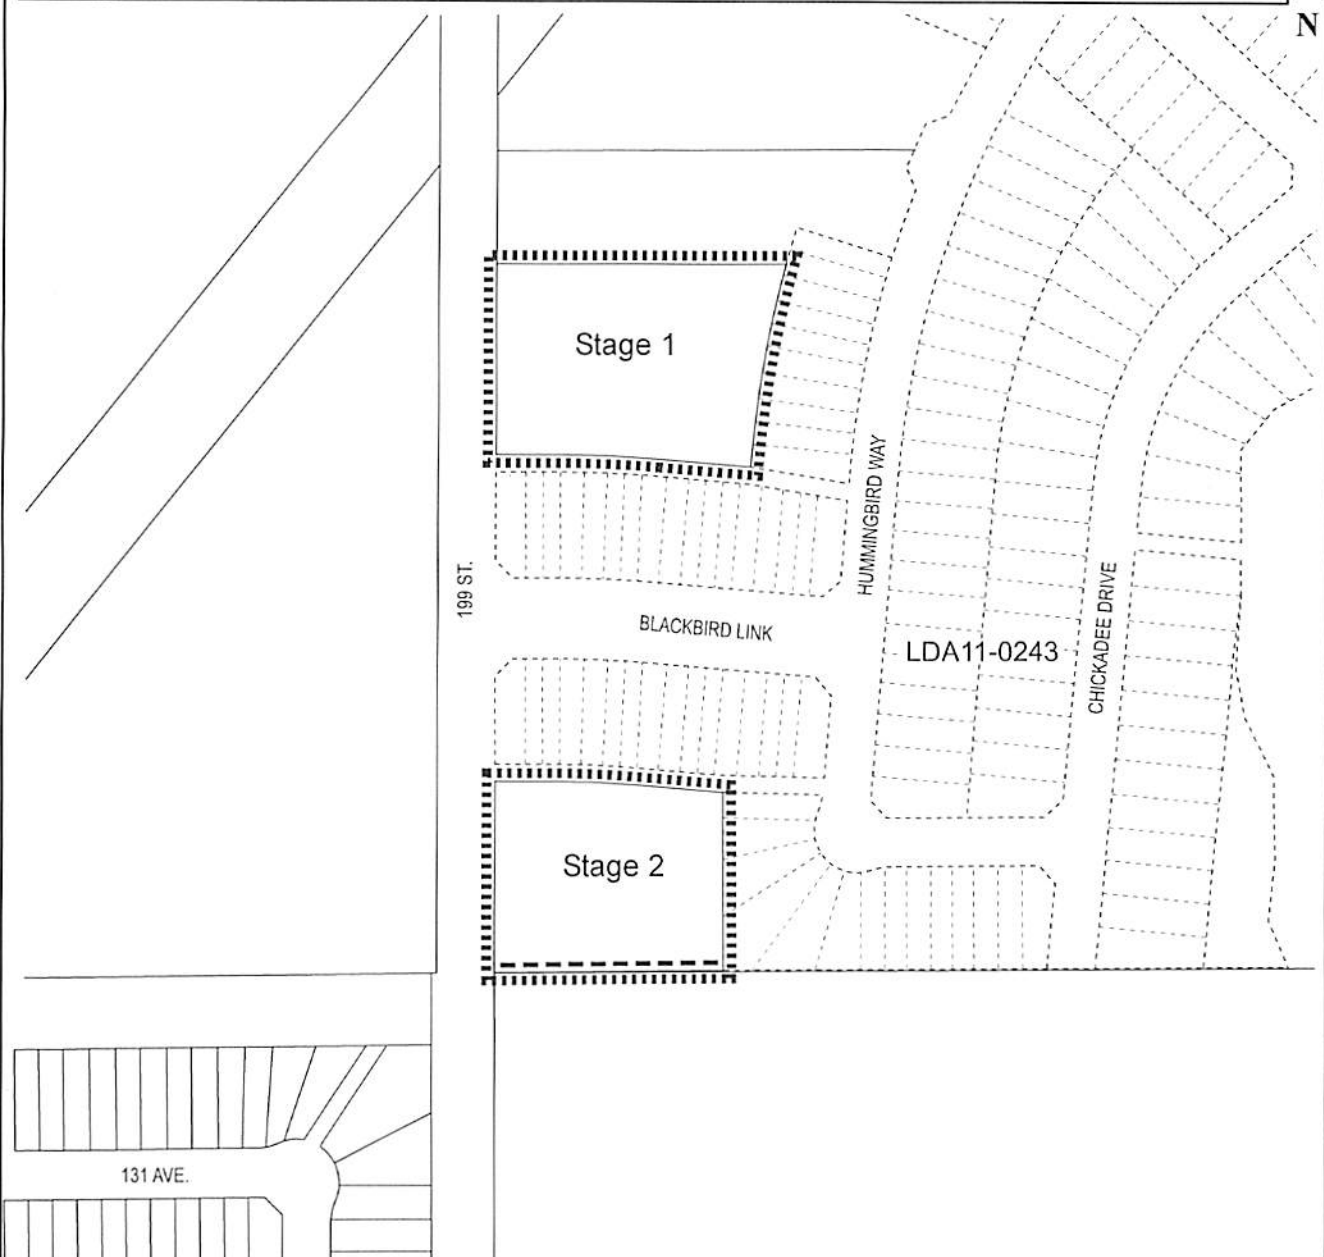 N
Stage 1
HUMMINGBIRD WAY
199 ST.
BLACKBIRD LINK
LDA11-0243
CHICKADEE DRIVE
Stage 2
131 AVE.